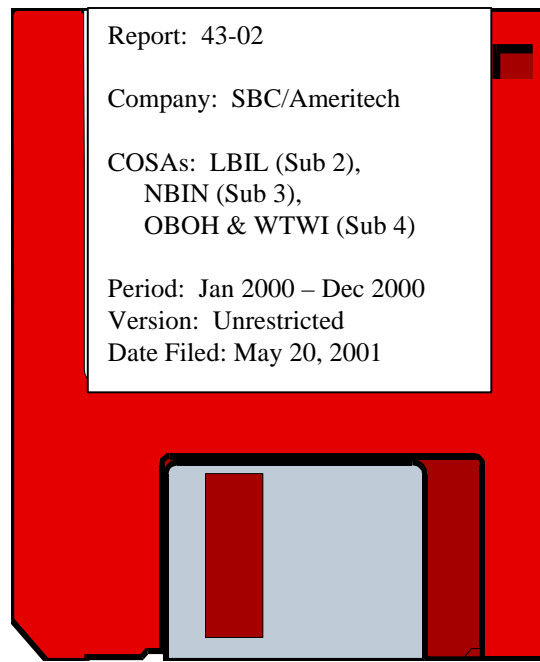 Report: 43-02
Company: SBC/Ameritech
COSAs: LBIL (Sub 2),
NBIN (Sub 3),
OBOH & WTWI (Sub 4)
Period: Jan 2000 – Dec 2000
Version: Unrestricted
Date Filed: May 20, 2001